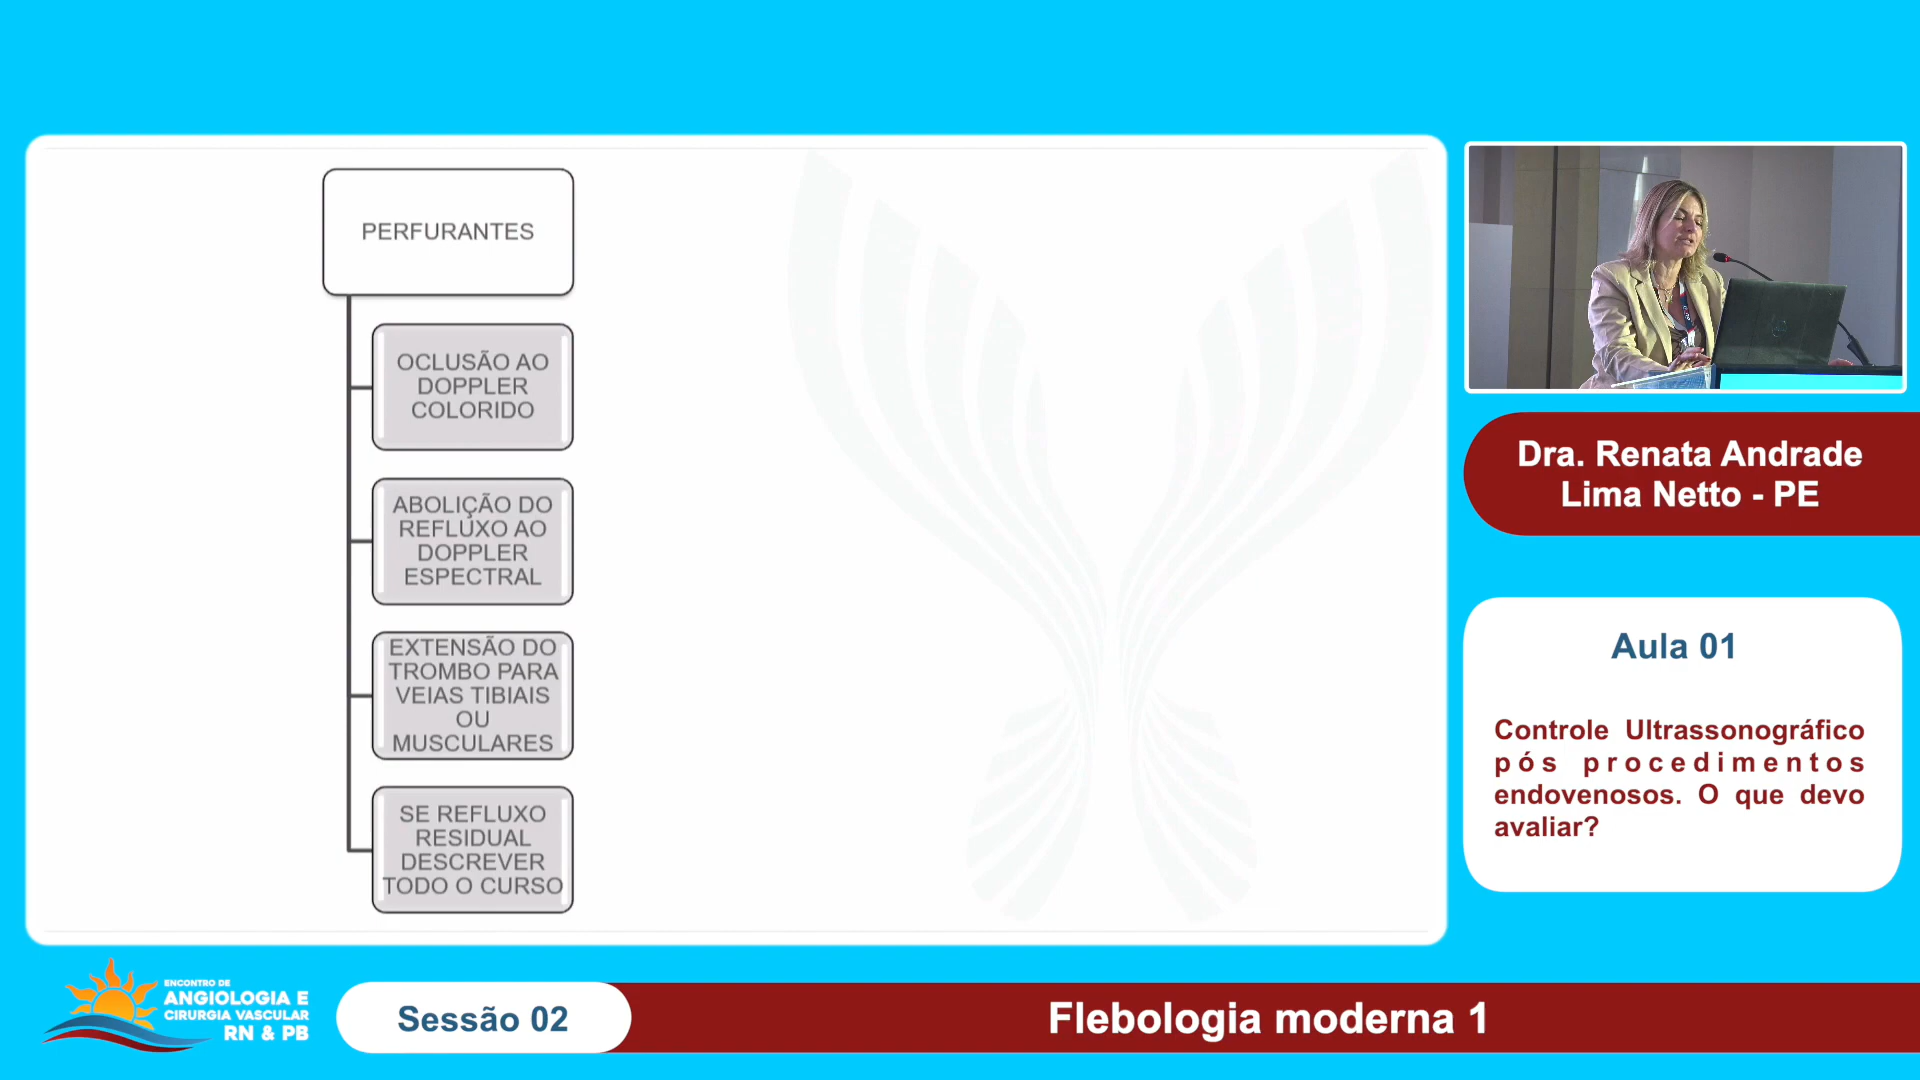 PERFURANTES
OCLUSÃO AO
DOPPLER
COLORIDO
ABOLIÇÃO DO
REFLUXO AO
DOPPLER
ESPECTRAL
EXTENSÃO DO
TROMBO PARA
VEIAS TIBIAIS
OU
MUSCULARES
SE REFLUXO
RESIDUAL
DESCREVER
TODO O CURSO
Dra. Renata Andrade
Lima Netto - PE
Aula 01
Controle Ultrassonográfico
pós procedimentos
endovenosos. O que devo
avaliar?
ENCONTRO DE
ANGIOLOGIA E
CIRURGIA VASCULAR
RN & PB
Sessão 02
Flebologia moderna 1